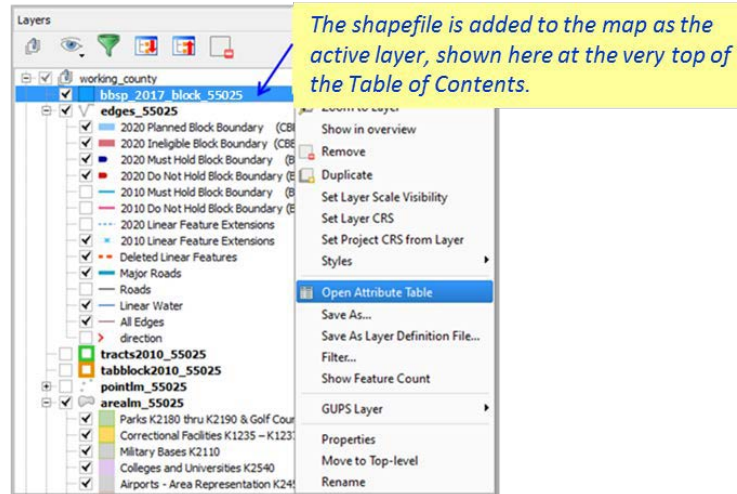 Layers
The shapefile is added to the map as the
active layer, shown here at the very top of
the Table of Contents.
working_county
bbsp_2017_block_55025
edges_55025
2020 Planned Block Boundary (CBB
2020 Ineligible Block Boundary (CBB
2020 Must Hold Block Boundary (B
2020 Do Not Hold Block Boundary (B
2010 Must Hold Block Boundary (B
2010 Do Not Hold Block Boundary (B
2020 Linear Feature Extensions
2010 Linear Feature Extensions
Deleted Linear Features
Major Roads
Roads
Linear Water
All Edges
direction
tracts2010_55025
tabblock2010_55025
pointlm_55025
arealm_55025
Parks K2180 thru K2190 & Golf Cour
Correctional Facilities K1235 – K123
Military Bases K2110
Colleges and Universities K2540
Airports - Area Representation K245
Zoom to Layer
Show in overview
Remove
Duplicate
Set Layer Scale Visibility
Set Layer CRS
Set Project CRS from Layer
Styles
Open Attribute Table
Save As...
Save As Layer Definition File...
Filter...
Show Feature Count
GUPS Layer
Properties
Move to Top-level
Rename